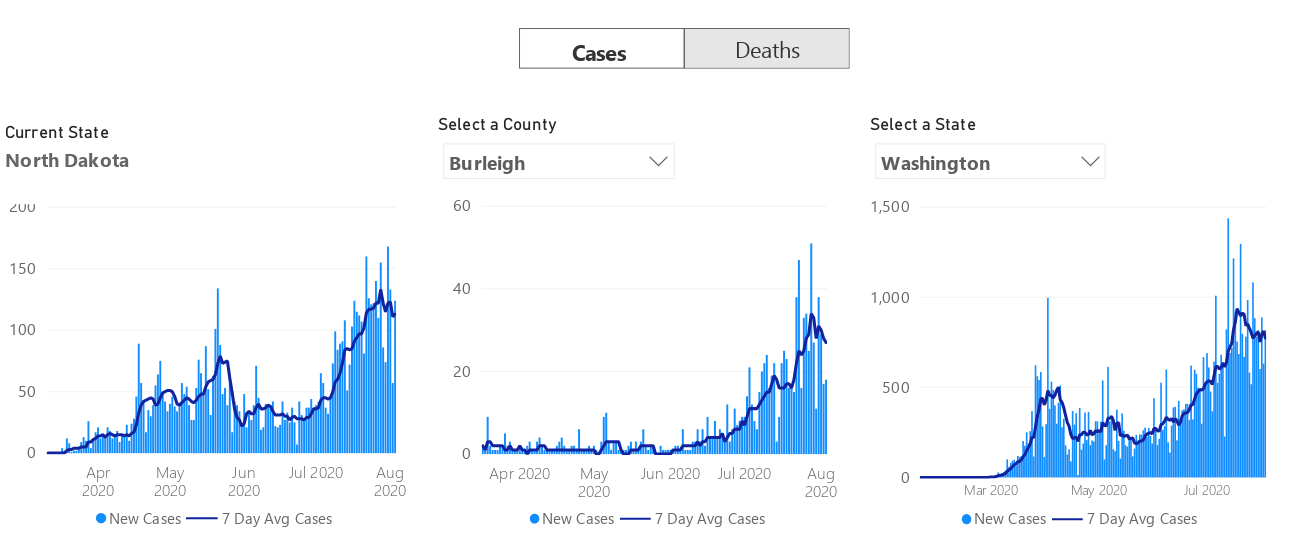 Cases Deaths
Current State
North Dakota
Select a County
Burleigh
Select a State
Washington
200
150
100
50
0
Apr 2020
May 2020
Jun 2020
Jul 2020
Aug 2020
New Cases 7 Day Avg Cases
60
40
20
0
Apr 2020
May 2020
Jun 2020
Jul 2020
Aug 2020
New Cases 7 Day Avg Cases
1,500
1,000
500
0
Mar 2020
May 2020
Jul 2020
New Cases 7 Day Avg Cases